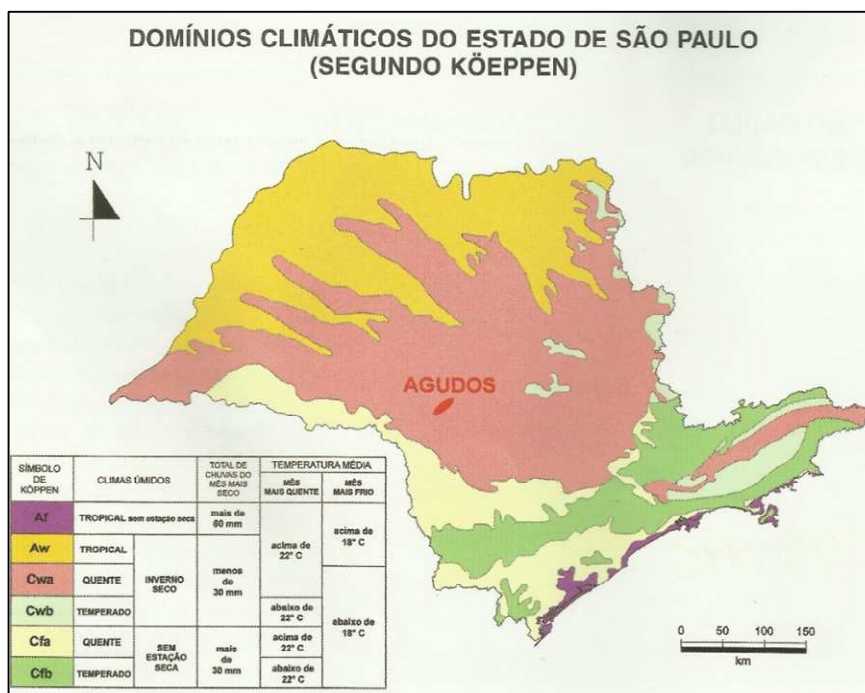 DOMÍNIOS CLIMÁTICOS DO ESTADO DE SÃO PAULO
(SEGUNDO KÖEPPEN)
N
AGUDOS
SÍMBOLO DE KÖPPEN
CLIMAS ÚMIDOS
TOTAL DE CHUVAS DO MÊS MAIS SECO
TEMPERATURA MÉDIA
MÊS MAIS QUENTE
MÊS MAIS FRIO
Af
TROPICAL sem estação seca
mais de 60 mm
acima de 22° C
acima de 18° C
Aw
TROPICAL
INVERNO SECO
menos de 30 mm
Cwa
QUENTE
abaixo de 18° C
Cwb
TEMPERADO
abaixo de 22° C
Cfa
QUENTE
SEM ESTAÇÃO SECA
mais de 30 mm
acima de 22° C
Cfb
TEMPERADO
abaixo de 22° C
0 50 100 150
km